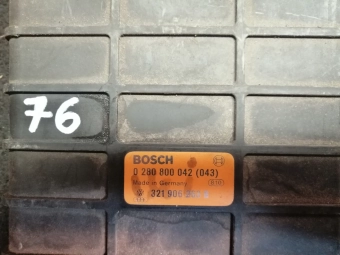 76
BOSCH
0 280 800 042 (043)
Made in Germany
321 906